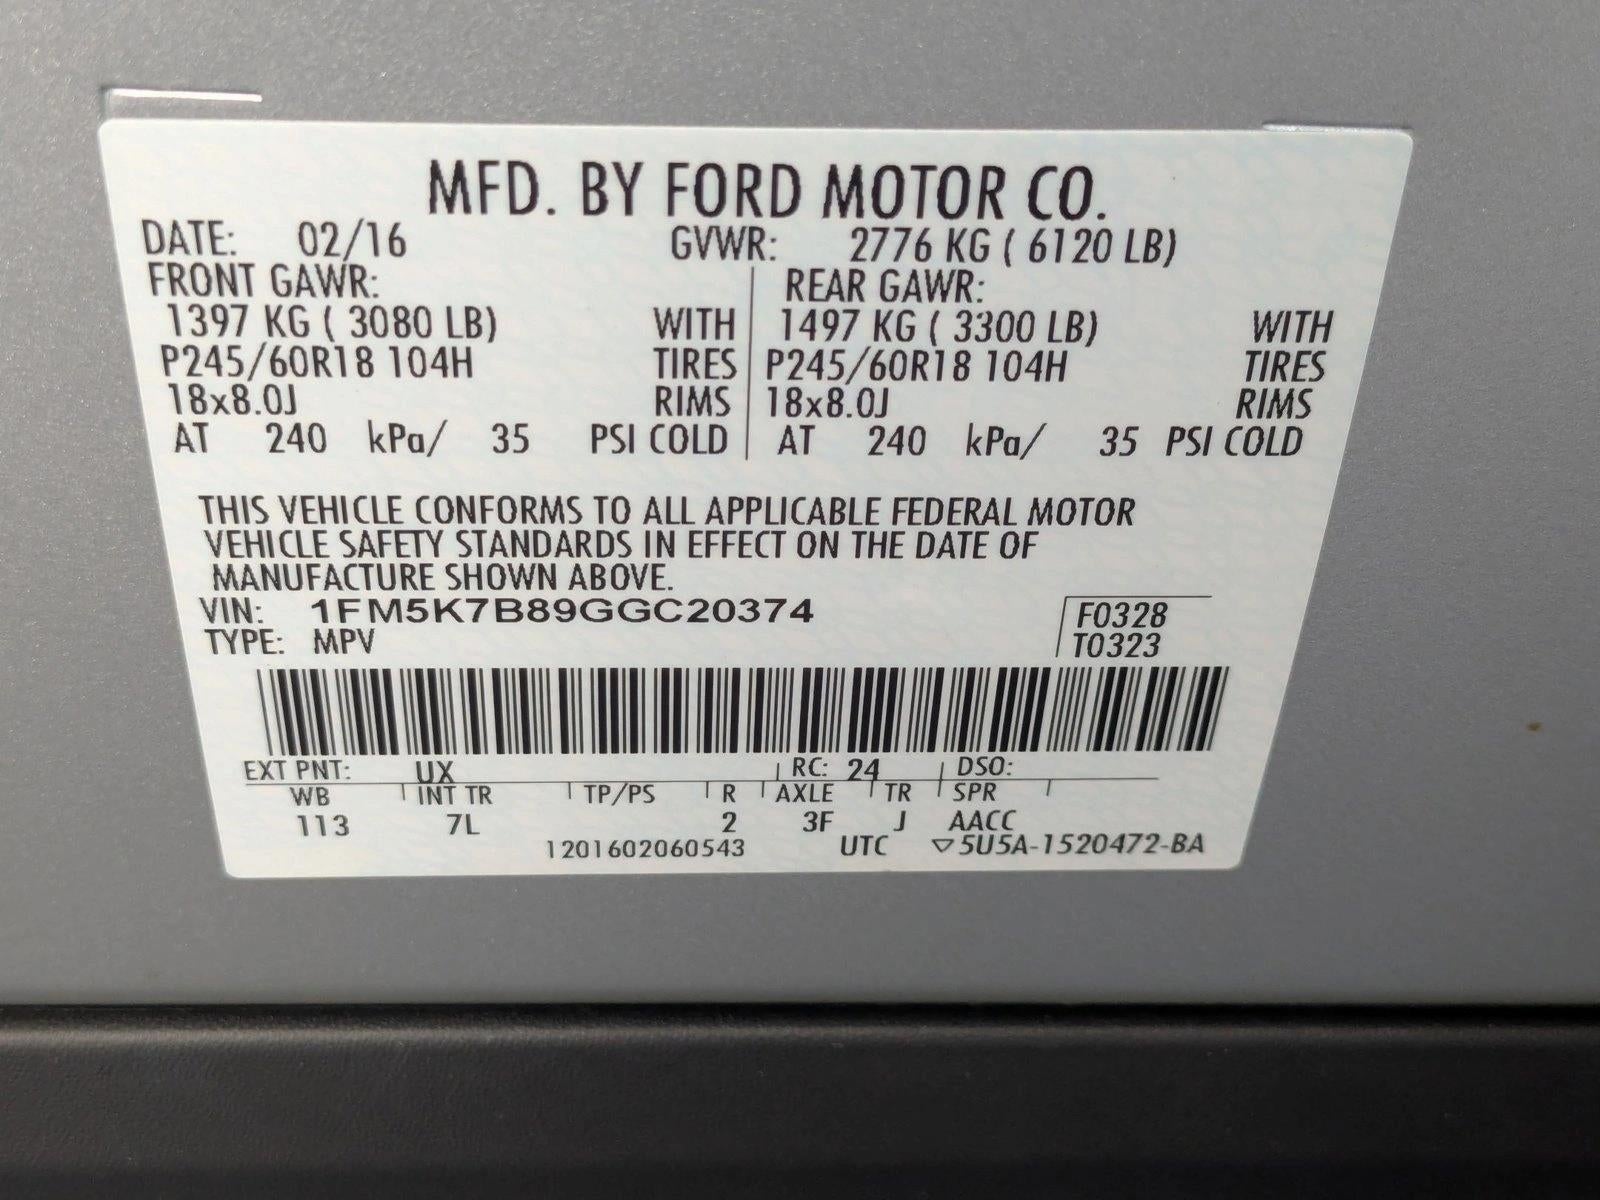 MFD. BY FORD MOTOR CO.
DATE: 02/16 GVWR: 2776 KG ( 6120 LB)
FRONT GAWR: REAR GAWR:
1397 KG ( 3080 LB) WITH 1497 KG ( 3300 LB) WITH
P245/60R18 104H TIRES P245/60R18 104H TIRES
18x8.0J RIMS 18x8.0J RIMS
AT 240 kPa/ 35 PSI COLD AT 240 kPa/ 35 PSI COLD
THIS VEHICLE CONFORMS TO ALL APPLICABLE FEDERAL MOTOR
VEHICLE SAFETY STANDARDS IN EFFECT ON THE DATE OF
MANUFACTURE SHOWN ABOVE.
VIN: 1FM5K7B89GGC20374 F0328
TYPE: MPV T0323
EXT PNT: UX RC: 24 DSO:
WB INT TR TP/PS R AXLE TR SPR
113 7L 2 3F J AACC
1201602060543 UTC ▽5U5A-1520472-BA